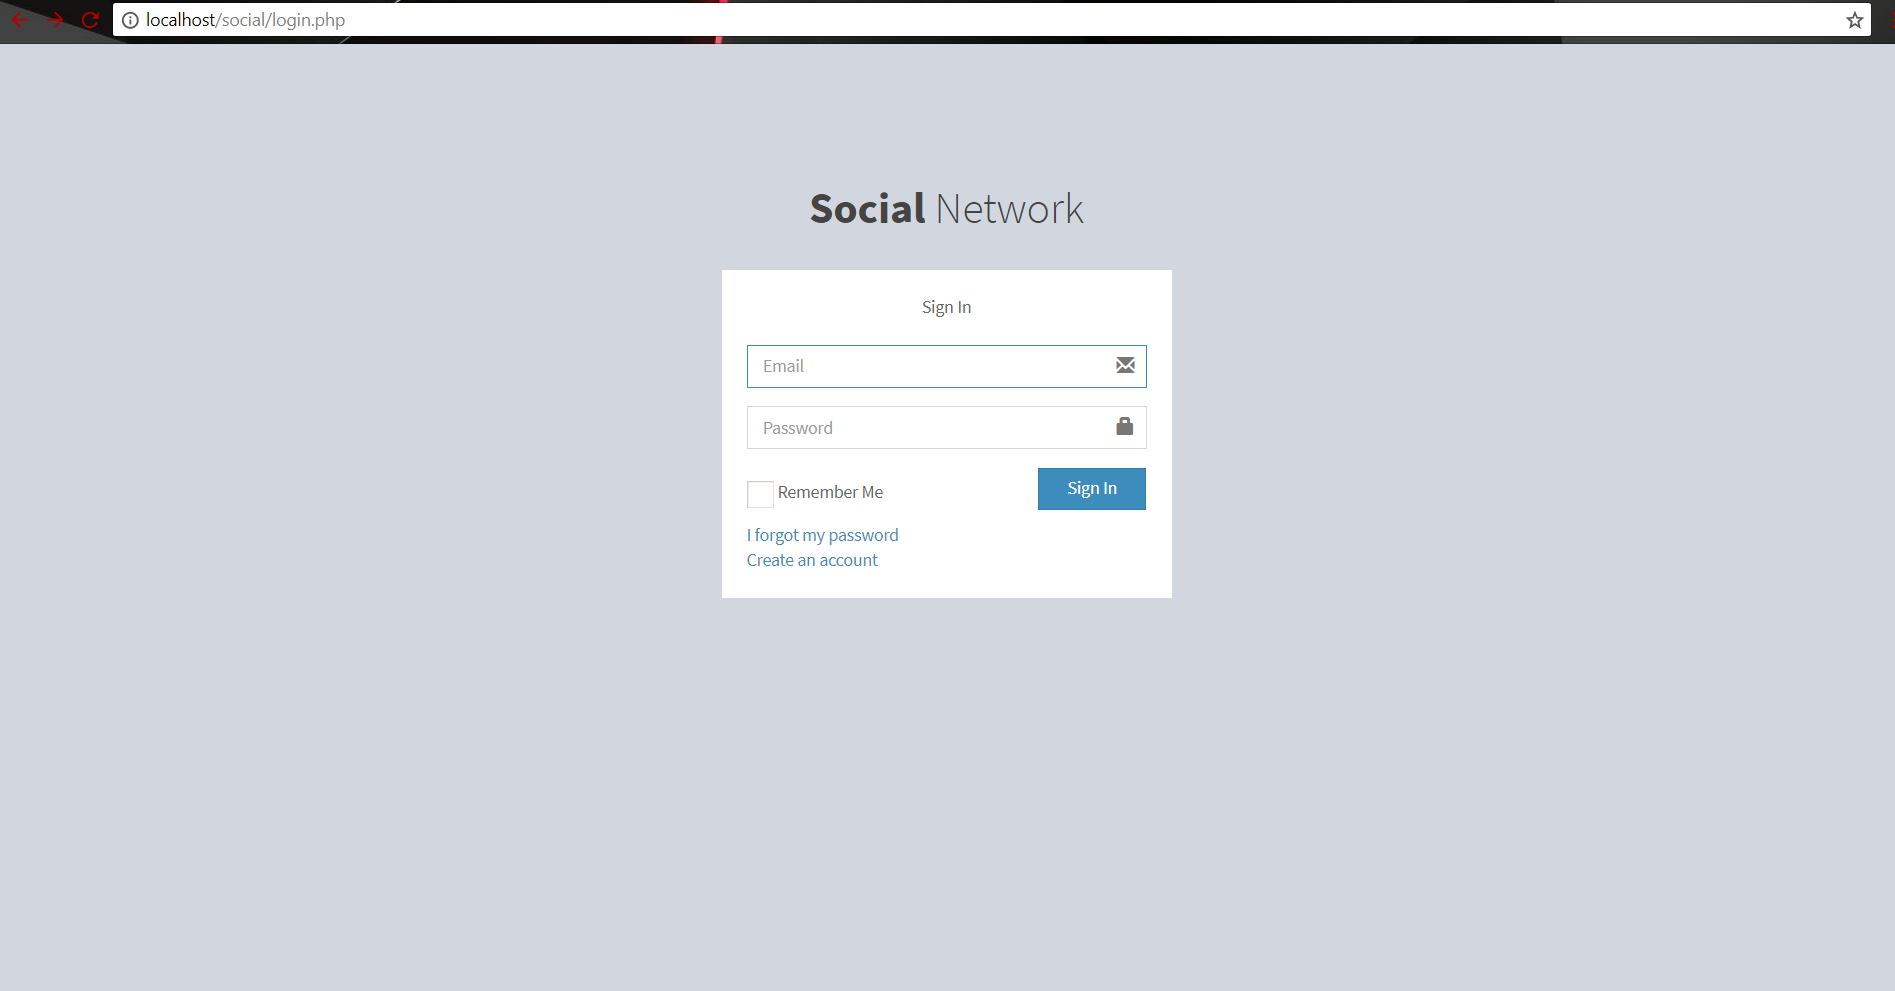 localhost/social/login.php
Social Network
Sign In
Email
Password
Remember Me
Sign In
I forgot my password
Create an account